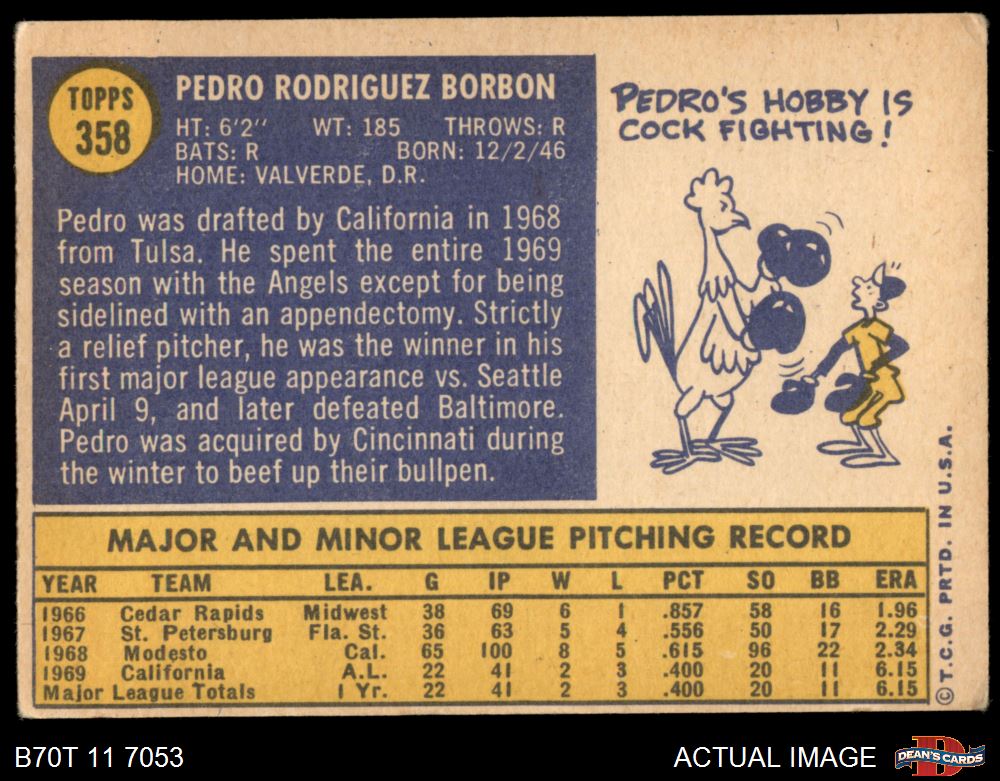 TOPPS
358
PEDRO RODRIGUEZ BORBON
HT: 6'2" WT: 185 THROWS: R
BATS: R BORN: 12/2/46
HOME: VALVERDE, D.R.
Pedro was drafted by California in 1968
from Tulsa. He spent the entire 1969
season with the Angels except for being
sidelined with an appendectomy. Strictly
a relief pitcher, he was the winner in his
first major league appearance vs. Seattle
April 9, and later defeated Baltimore.
Pedro was acquired by Cincinnati during
the winter to beef up their bullpen.
PEDRO'S HOBBY IS
COCK FIGHTING!
MAJOR AND MINOR LEAGUE PITCHING RECORD
YEAR TEAM LEA. G IP W L PCT SO BB ERA
1966 Cedar Rapids Midwest 38 69 6 1 .857 58 16 1.96
1967 St. Petersburg Fla. St. 36 63 5 4 .556 50 17 2.29
1968 Modesto Cal. 65 100 8 5 .615 96 22 2.34
1969 California A.L. 22 41 2 3 .400 20 11 6.15
Major League Totals 1 Yr. 22 41 2 3 .400 20 11 6.15
© T.C.G. PRTD. IN U.S.A.
B70T 11 7053
ACTUAL IMAGE
DEAN'S CARDS